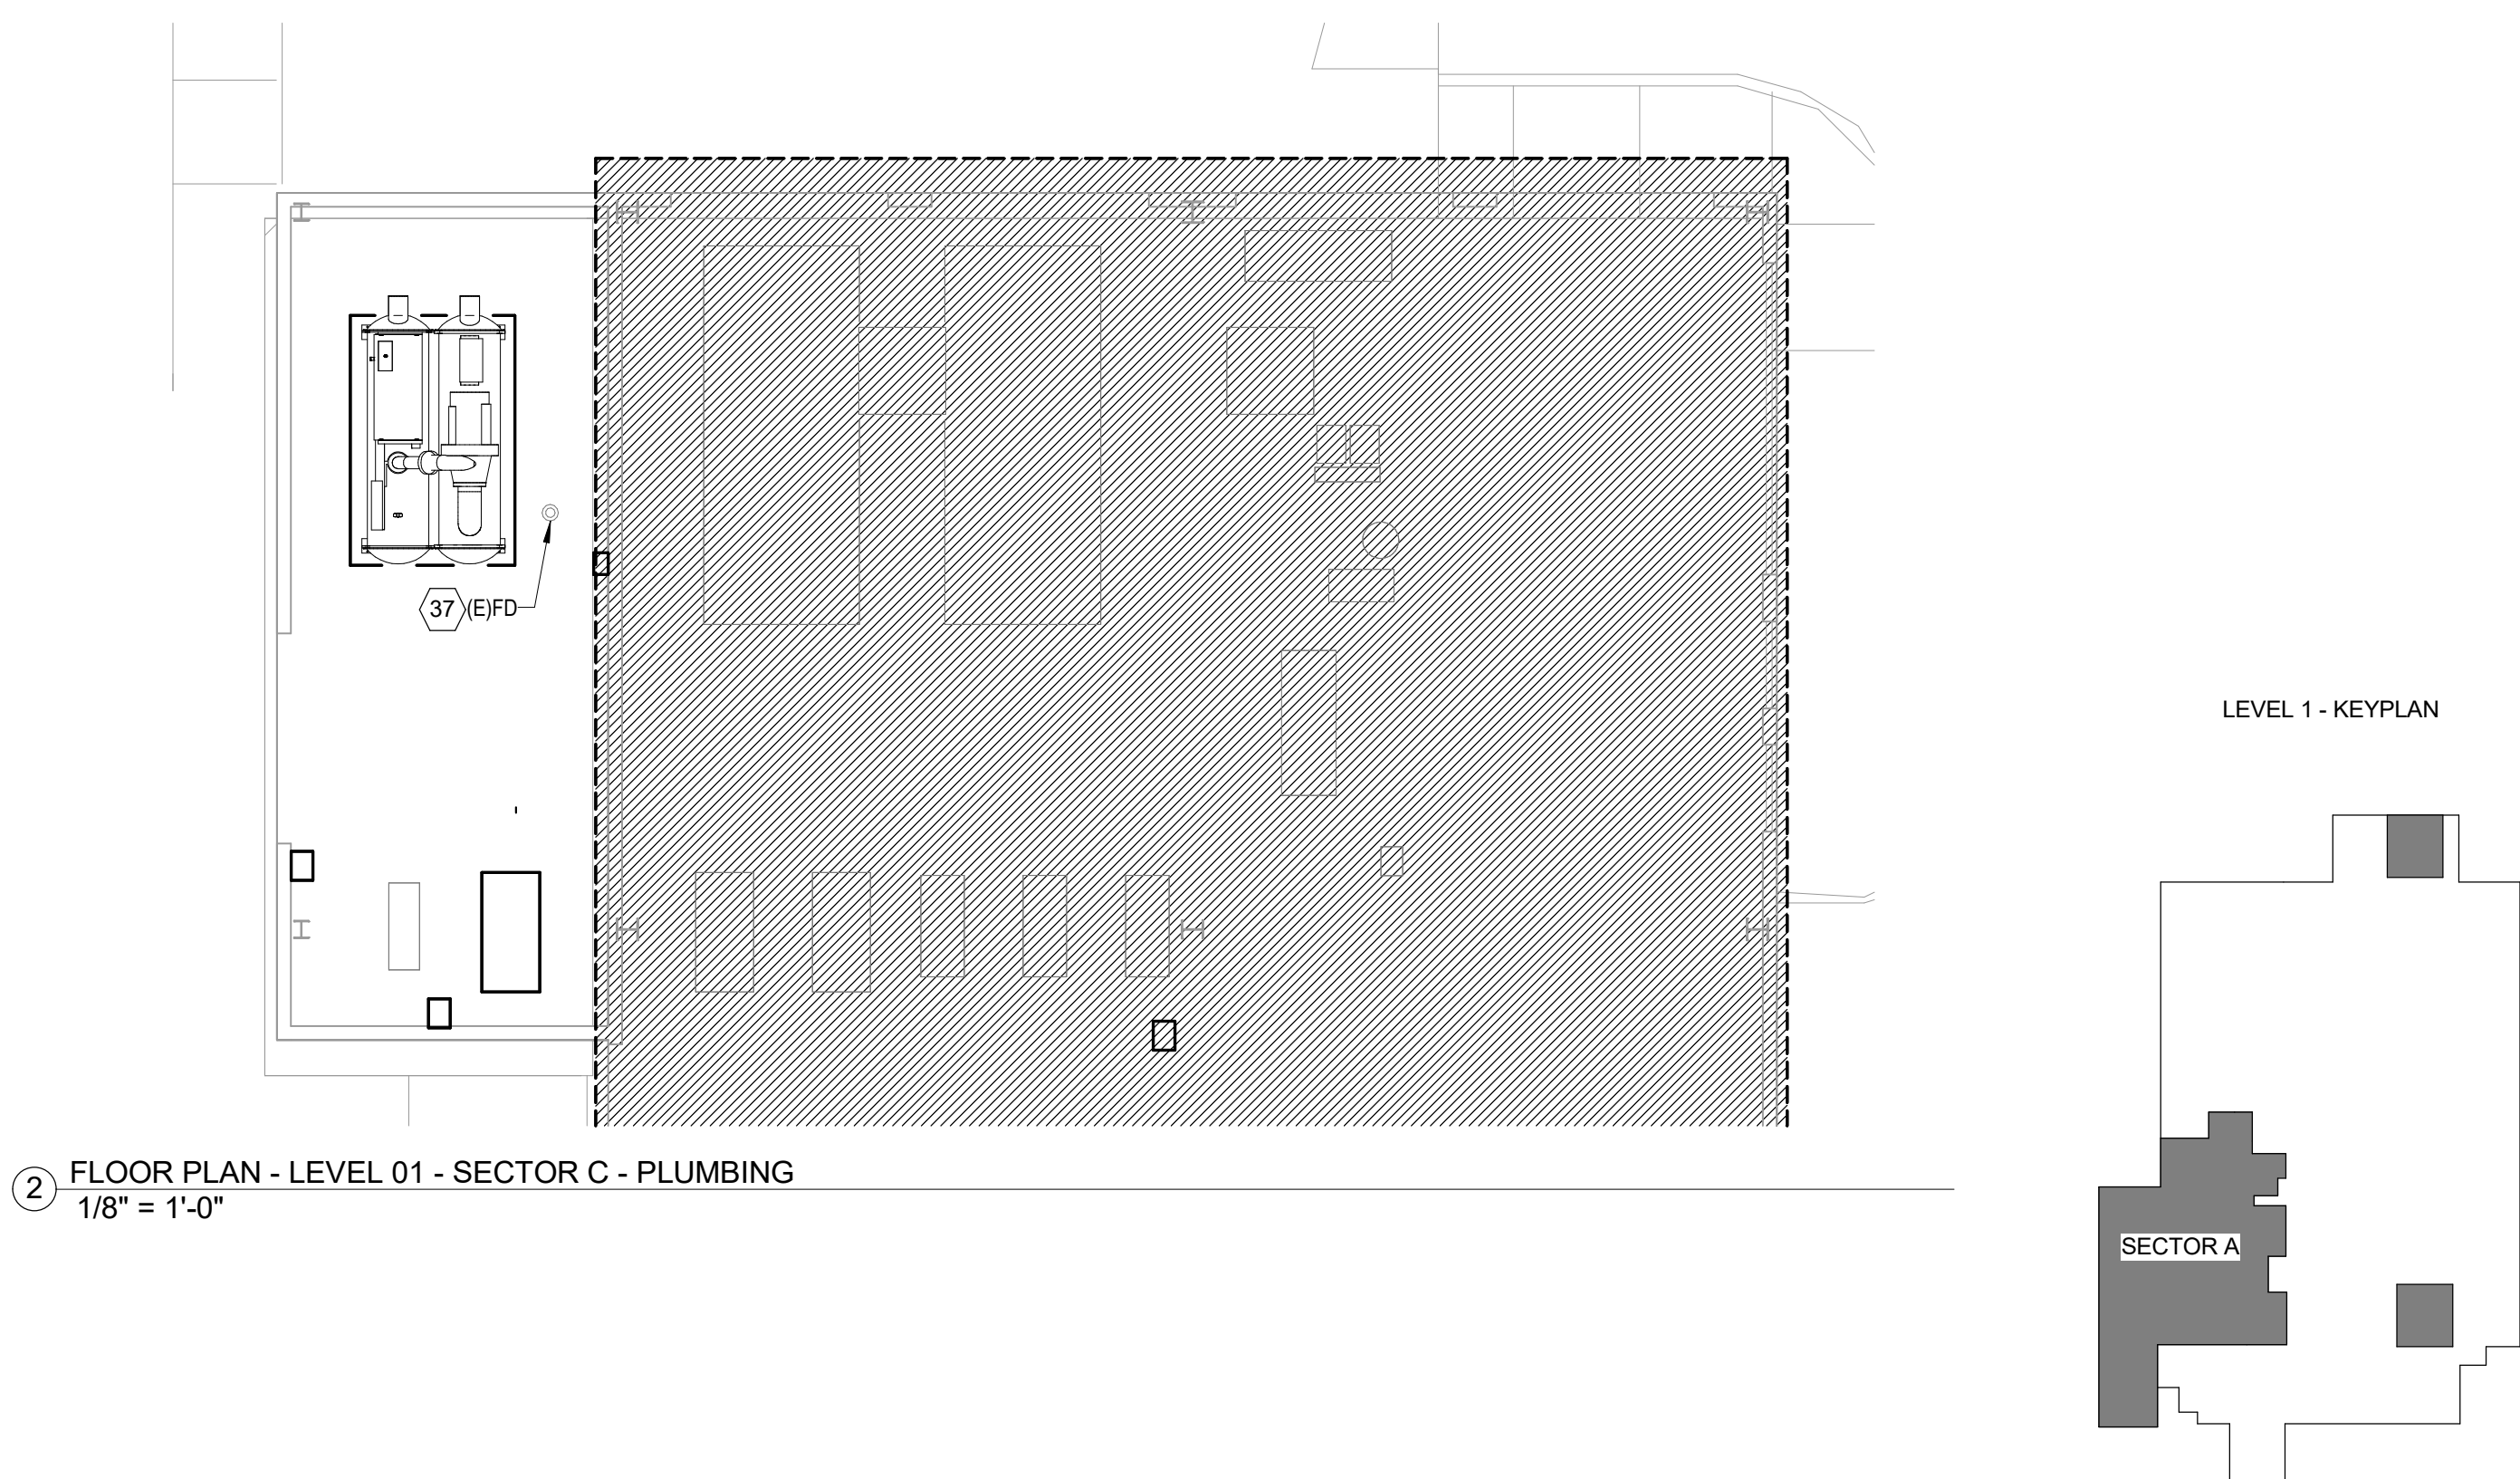 37 (E)FD
LEVEL 1 - KEYPLAN
SECTOR A
2 FLOOR PLAN - LEVEL 01 - SECTOR C - PLUMBING
1/8" = 1'-0"